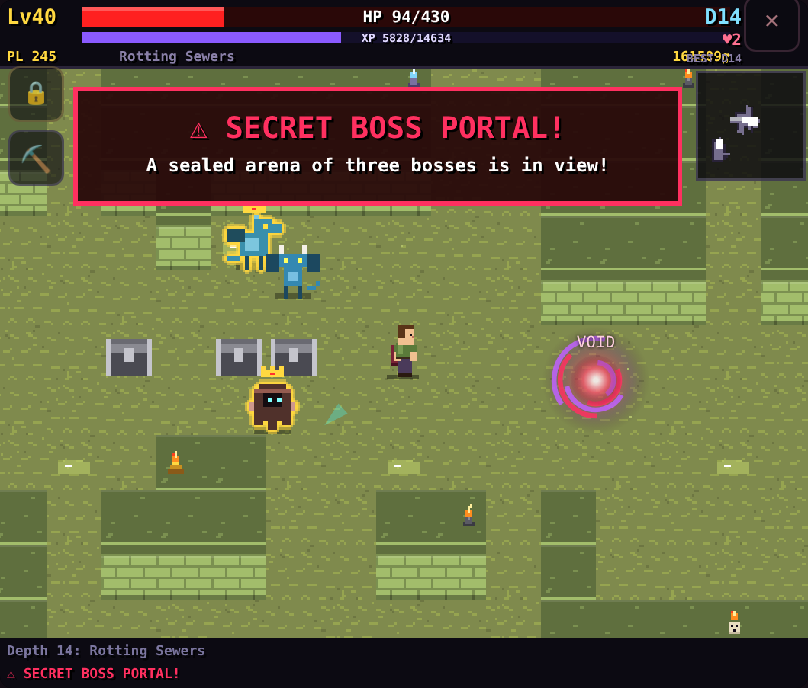 Lv40
HP 94/430
D14
XP 5828/14634
♥2
PL 245
Rotting Sewers
⚠ SECRET BOSS PORTAL!
A sealed arena of three bosses is in view!
VOID
Depth 14: Rotting Sewers
⚠ SECRET BOSS PORTAL!